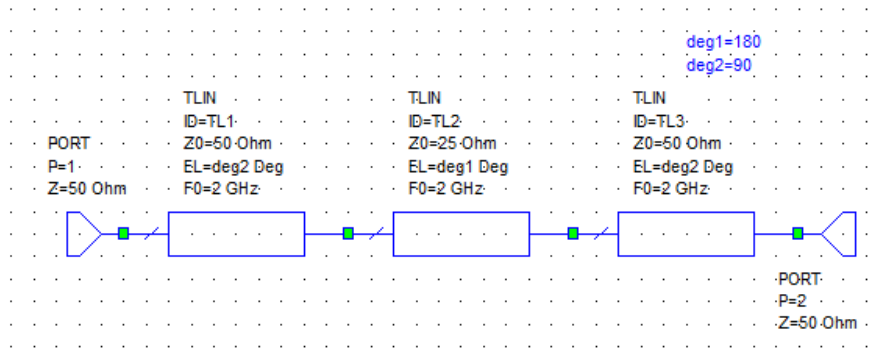 deg1=180
deg2=90
TLIN
ID=TL1
Z0=50 Ohm
EL=deg2 Deg
F0=2 GHz
TLIN
ID=TL2
Z0=25 Ohm
EL=deg1 Deg
F0=2 GHz
TLIN
ID=TL3
Z0=50 Ohm
EL=deg2 Deg
F0=2 GHz
PORT
P=1
Z=50 Ohm
PORT
P=2
Z=50 Ohm